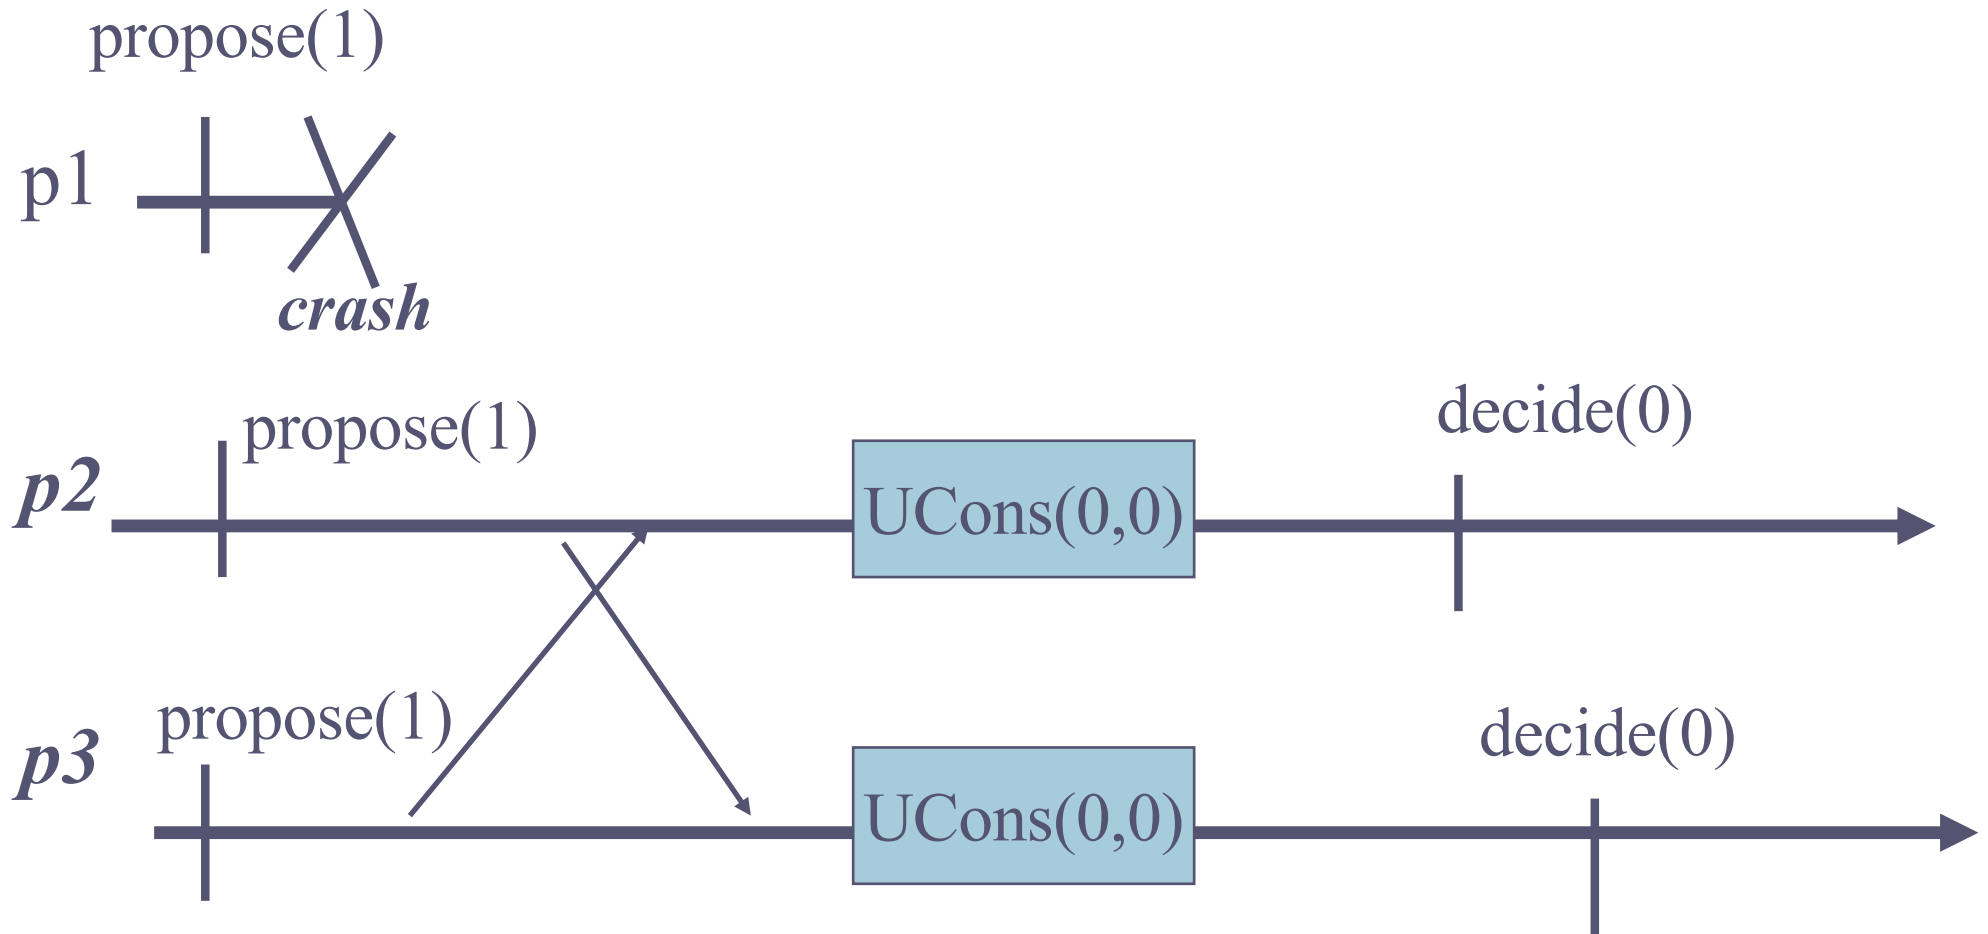 propose(1)
p1
crash
propose(1)
decide(0)
p2
UCons(0,0)
propose(1)
decide(0)
p3
UCons(0,0)